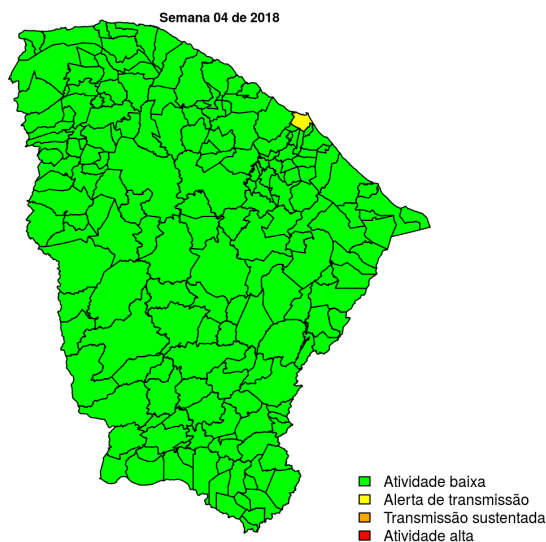 Semana 04 de 2018
Atividade baixa
Alerta de transmissão
Transmissão sustentada
Atividade alta